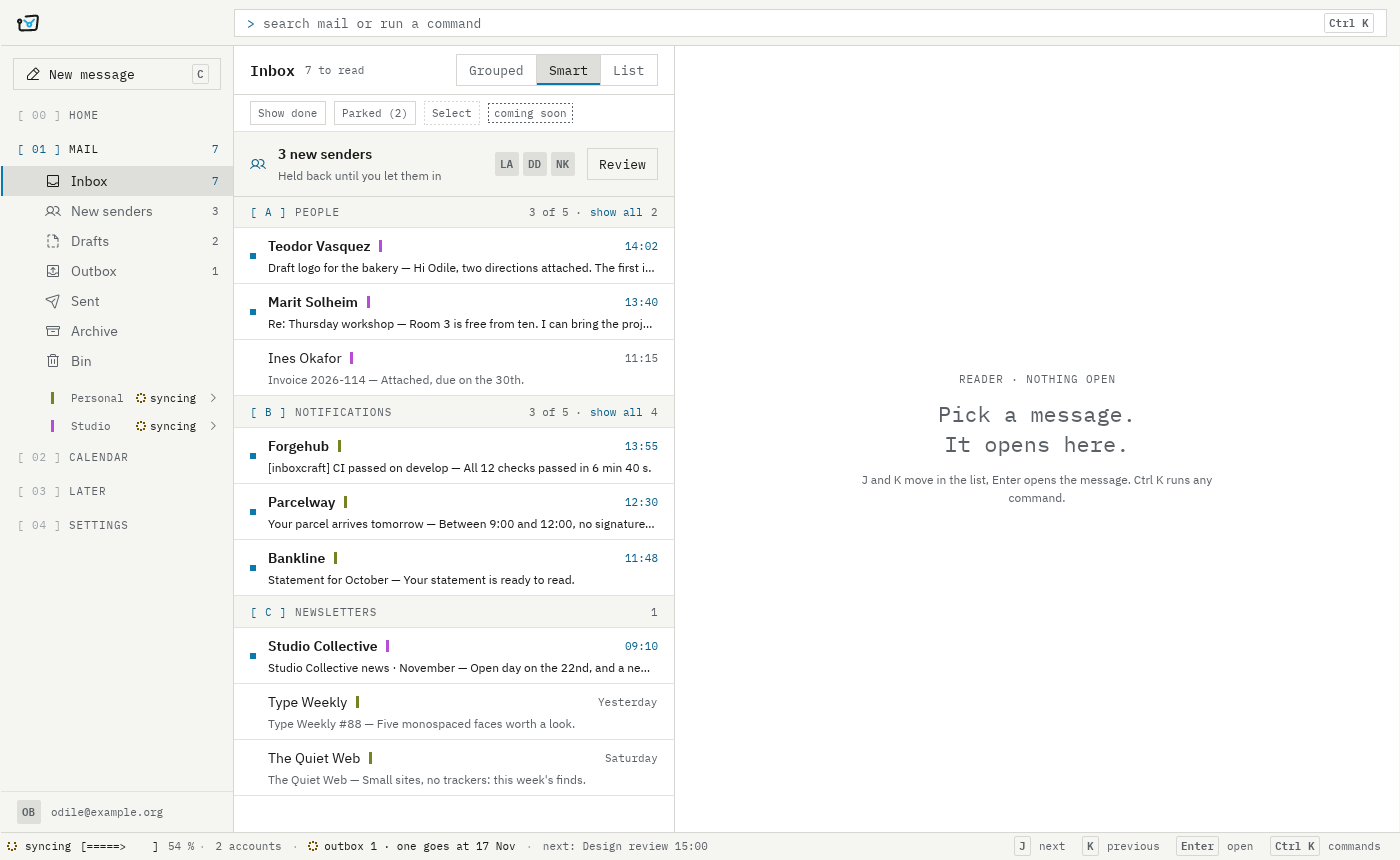 > search mail or run a command Ctrl K
New message C
[ 00 ] HOME
[ 01 ] MAIL 7
Inbox 7
New senders 3
Drafts 2
Outbox 1
Sent
Archive
Bin
Personal syncing
Studio syncing
[ 02 ] CALENDAR
[ 03 ] LATER
[ 04 ] SETTINGS
OB odile@example.org
Inbox 7 to read Grouped Smart List
Show done Parked (2) Select coming soon
3 new senders
Held back until you let them in
LA DD NK Review
[ A ] PEOPLE 3 of 5 · show all 2
Teodor Vasquez 14:02
Draft logo for the bakery — Hi Odile, two directions attached. The first i…
Marit Solheim 13:40
Re: Thursday workshop — Room 3 is free from ten. I can bring the proj…
Ines Okafor 11:15
Invoice 2026-114 — Attached, due on the 30th.
[ B ] NOTIFICATIONS 3 of 5 · show all 4
Forgehub 13:55
[inboxcraft] CI passed on develop — All 12 checks passed in 6 min 40 s.
Parcelway 12:30
Your parcel arrives tomorrow — Between 9:00 and 12:00, no signature…
Bankline 11:48
Statement for October — Your statement is ready to read.
[ C ] NEWSLETTERS 1
Studio Collective 09:10
Studio Collective news · November — Open day on the 22nd, and a ne…
Type Weekly Yesterday
Type Weekly #88 — Five monospaced faces worth a look.
The Quiet Web Saturday
The Quiet Web — Small sites, no trackers: this week's finds.
READER · NOTHING OPEN
Pick a message.
It opens here.
J and K move in the list, Enter opens the message. Ctrl K runs any
command.
syncing [=====>    ] 54 % · 2 accounts · outbox 1 · one goes at 17 Nov · next: Design review 15:00
J next K previous Enter open Ctrl K commands